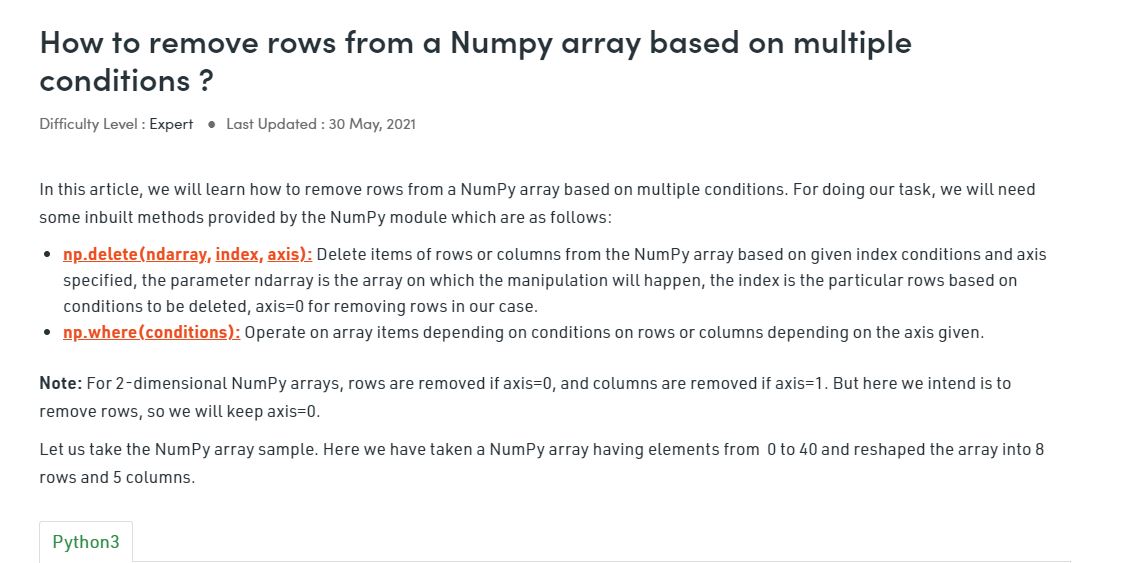 How to remove rows from a Numpy array based on multiple
conditions ?
Difficulty Level : Expert ● Last Updated : 30 May, 2021
In this article, we will learn how to remove rows from a NumPy array based on multiple conditions. For doing our task, we will need
some inbuilt methods provided by the NumPy module which are as follows:
• np.delete(ndarray, index, axis): Delete items of rows or columns from the NumPy array based on given index conditions and axis
specified, the parameter ndarray is the array on which the manipulation will happen, the index is the particular rows based on
conditions to be deleted, axis=0 for removing rows in our case.
• np.where(conditions): Operate on array items depending on conditions on rows or columns depending on the axis given.
Note: For 2-dimensional NumPy arrays, rows are removed if axis=0, and columns are removed if axis=1. But here we intend is to
remove rows, so we will keep axis=0.
Let us take the NumPy array sample. Here we have taken a NumPy array having elements from  0 to 40 and reshaped the array into 8
rows and 5 columns.
Python3